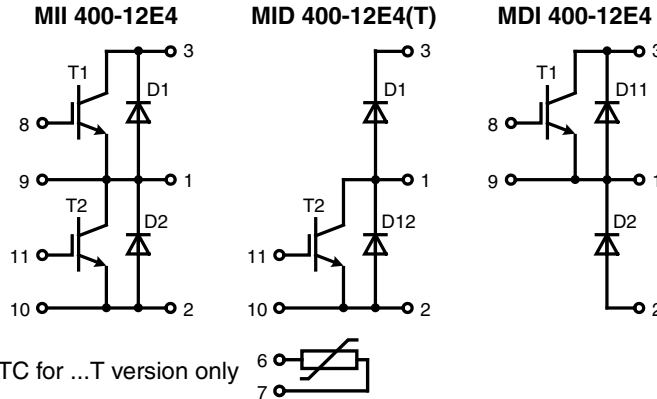 MII 400-12E4
MID 400-12E4(T)
MDI 400-12E4
3
T1
D1
8
9
1
T2
D2
11
10
2
3
D1
1
T2
D12
11
10
2
3
T1
D11
8
9
1
D2
2
TC for ...T version only
6
7